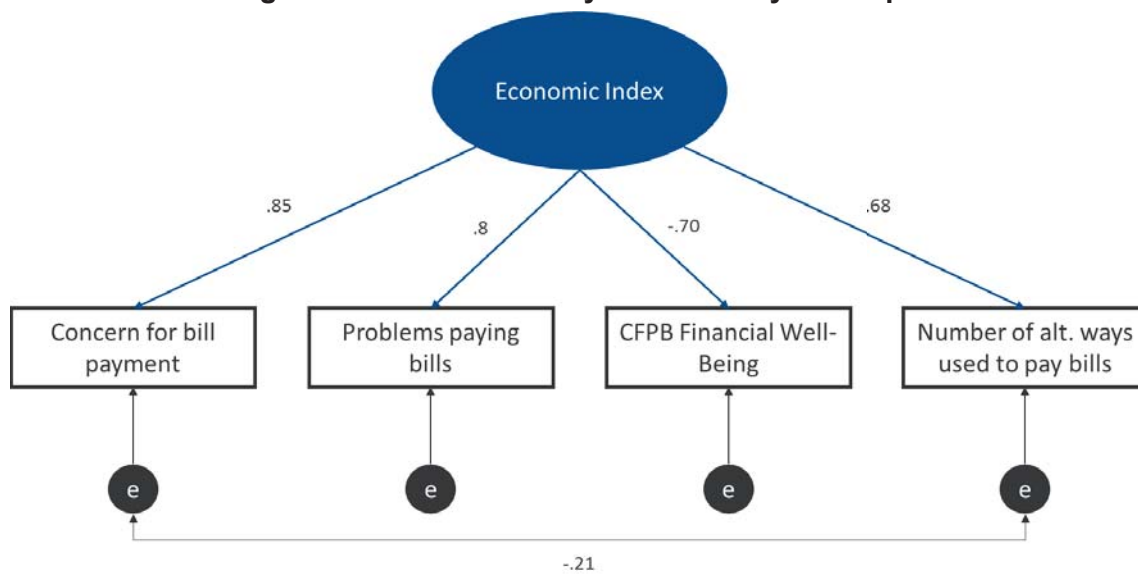 Economic Index
.85
.8
-.70
.68
Concern for bill
payment
Problems paying
bills
CFPB Financial Well-
Being
Number of alt. ways
used to pay bills
e
e
e
e
-.21